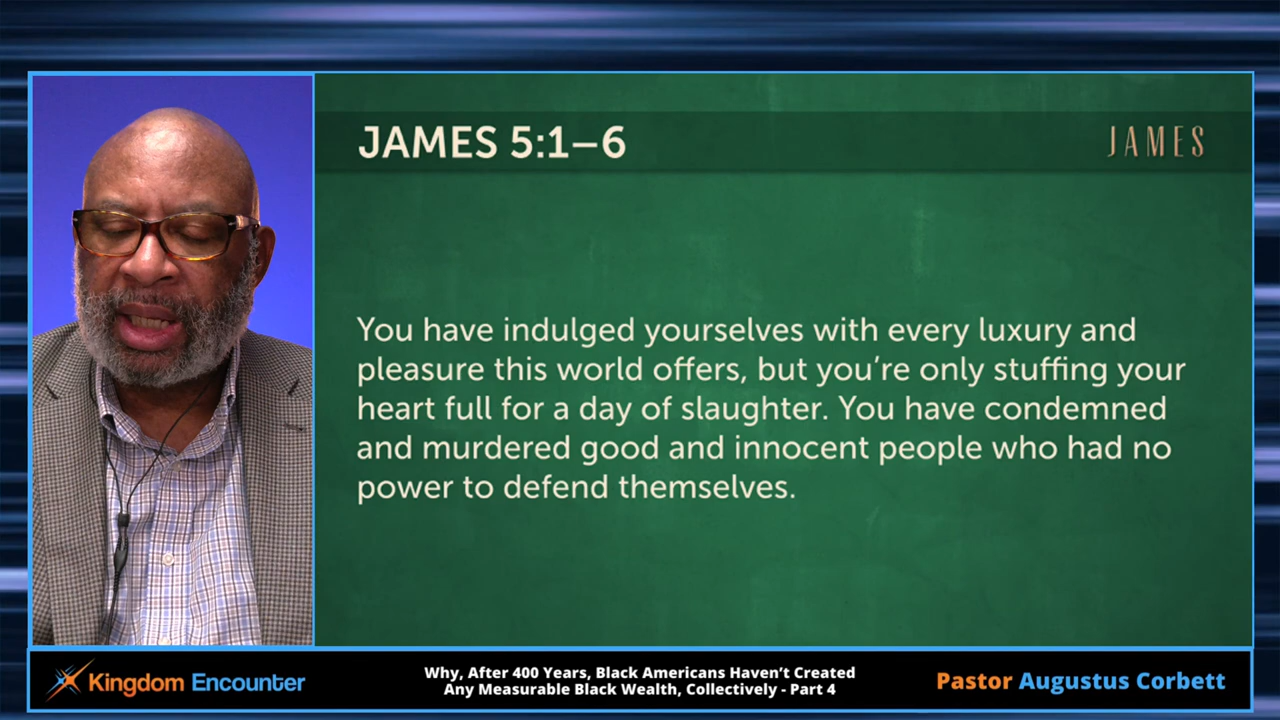 JAMES 5:1–6
JAMES
You have indulged yourselves with every luxury and
pleasure this world offers, but you’re only stuffing your
heart full for a day of slaughter. You have condemned
and murdered good and innocent people who had no
power to defend themselves.
Kingdom Encounter
Why, After 400 Years, Black Americans Haven’t Created
Any Measurable Black Wealth, Collectively - Part 4
Pastor Augustus Corbett